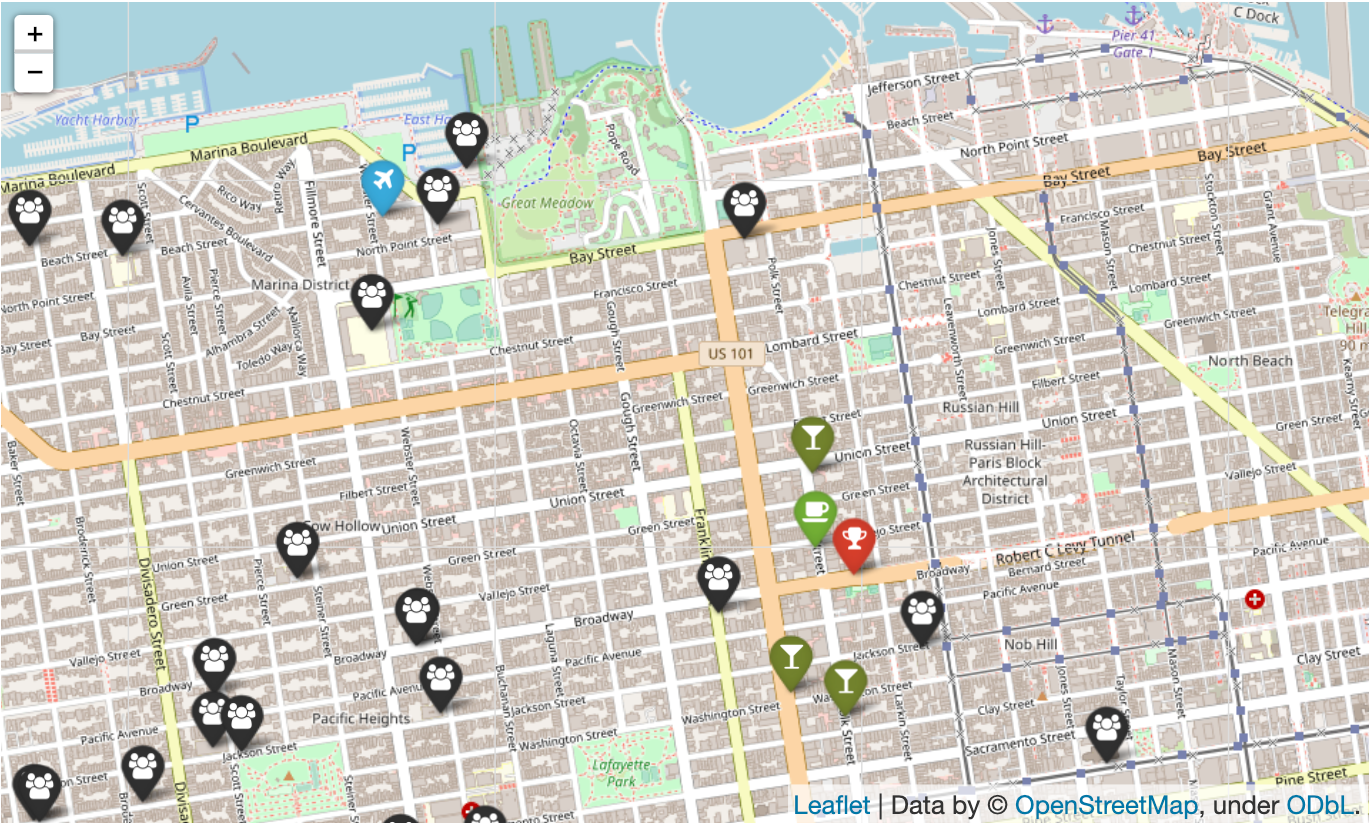 +
−
C Dock
Pier 41
Gate 1
Jefferson Street
Yacht Harbor
P
East Ha
P
Beach Street
Pope Road
North Point Street
Marina Boulevard
Bay Street
Marina Boulevard
Bay Street
Scott Street
Rico Way
Retiro Way
Fillmore Street
Cervantes Boulevard
Great Meadow
Stockton Street
Grant Avenue
Francisco Street
Beach Street
Beach Street
North Point Street
Bay Street
Jones Street
Mason Street
Chestnut Street
Polk Street
Marina District
Avila Street
Pierce Street
Francisco Street
Chestnut Street
Lombard Street
North Point Street
Mallorca Way
Alhambra Street
Gough Street
Leavenworth Street
Lombard Street
Greenwich Street
Telegra
Hill
90 m
Bay Street
Bay Street
Scott Street
Toledo Way
Chestnut Street
US 101
Lombard Street
Greenwich Street
North Beach
Kearny Street
Chestnut Street
Greenwich Street
Greenwich Street
Gough Street
Filbert Street
Russian Hill
Union Street
Green Street
Baker Street
Webster Street
Octavia Street
Street
Union Street
Russian Hill-
Paris Block
Architectural
District
Greenwich Street
Vallejo Street
Filbert Street
Union Street
Green Street
Broderick Street
Cow Hollow
Union Street
Green Street
Franklin
Street
Robert C Levy Tunnel
Pacific Avenue
Union Street
Green Street
Divisadero Street
Pierce Street
Steiner Street
Green Street
Vallejo Street
Broadway
Bernard Street
Pacific Avenue
Broadway
Vallejo Street
Broadway
Laguna Street
Pacific Avenue
Jackson Street
Nob Hill
Clay Street
Broadway
Pacific Avenue
Buchanan Street
Jackson Street
Jones Street
Taylor Street
Mason Street
Pacific Avenue
Pacific Heights
Washington Street
Washington Street
Larkin Street
Clay Street
Jackson Street
Washington Street
Sacramento Street
Scott Street
Steiner
Lafayette
Park
Pine Street
Leaflet | Data by © OpenStreetMap, under ODbL.